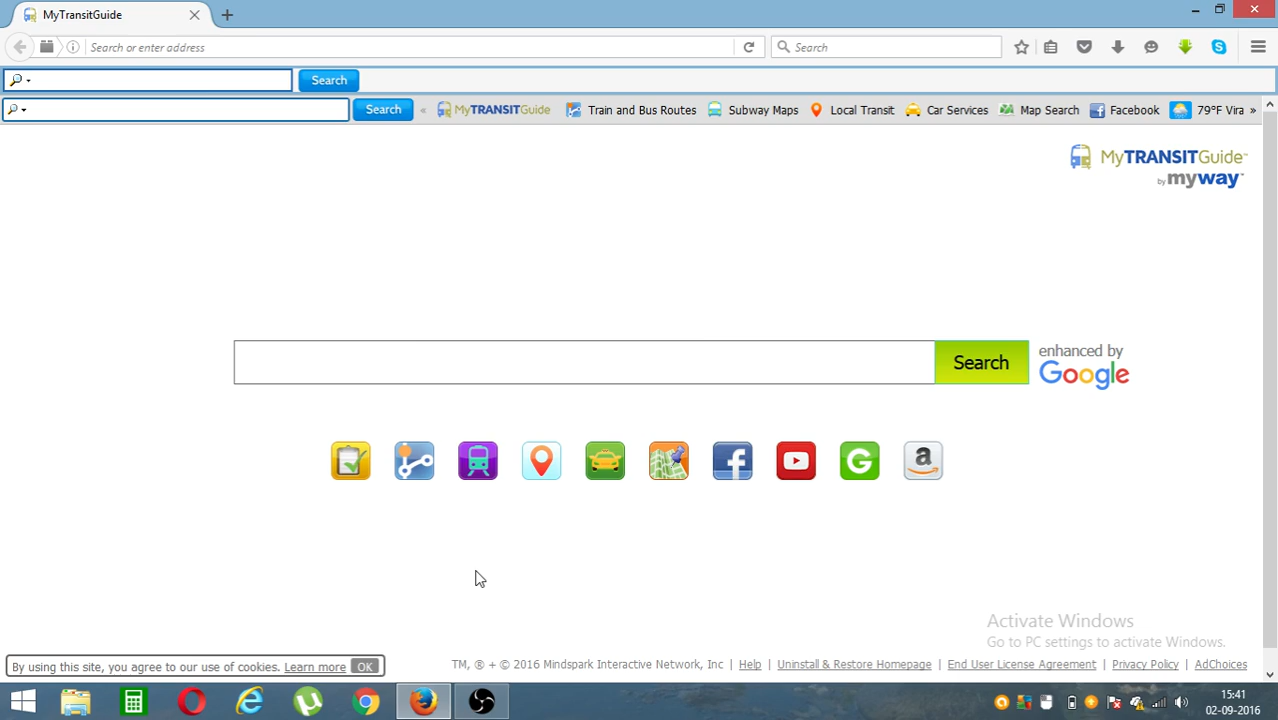 MyTransitGuide
Search or enter address
Search
Search
Search
MyTRANSITGuide
Train and Bus Routes
Subway Maps
Local Transit
Car Services
Map Search
Facebook
79°F Vira
MyTRANSITGuide™
by myway™
Search
enhanced by
Google
Activate Windows
Go to PC settings to activate Windows.
By using this site, you agree to our use of cookies. Learn more OK
TM, ® + © 2016 Mindspark Interactive Network, Inc | Help | Uninstall & Restore Homepage | End User License Agreement | Privacy Policy | AdChoices
15:41
02-09-2016